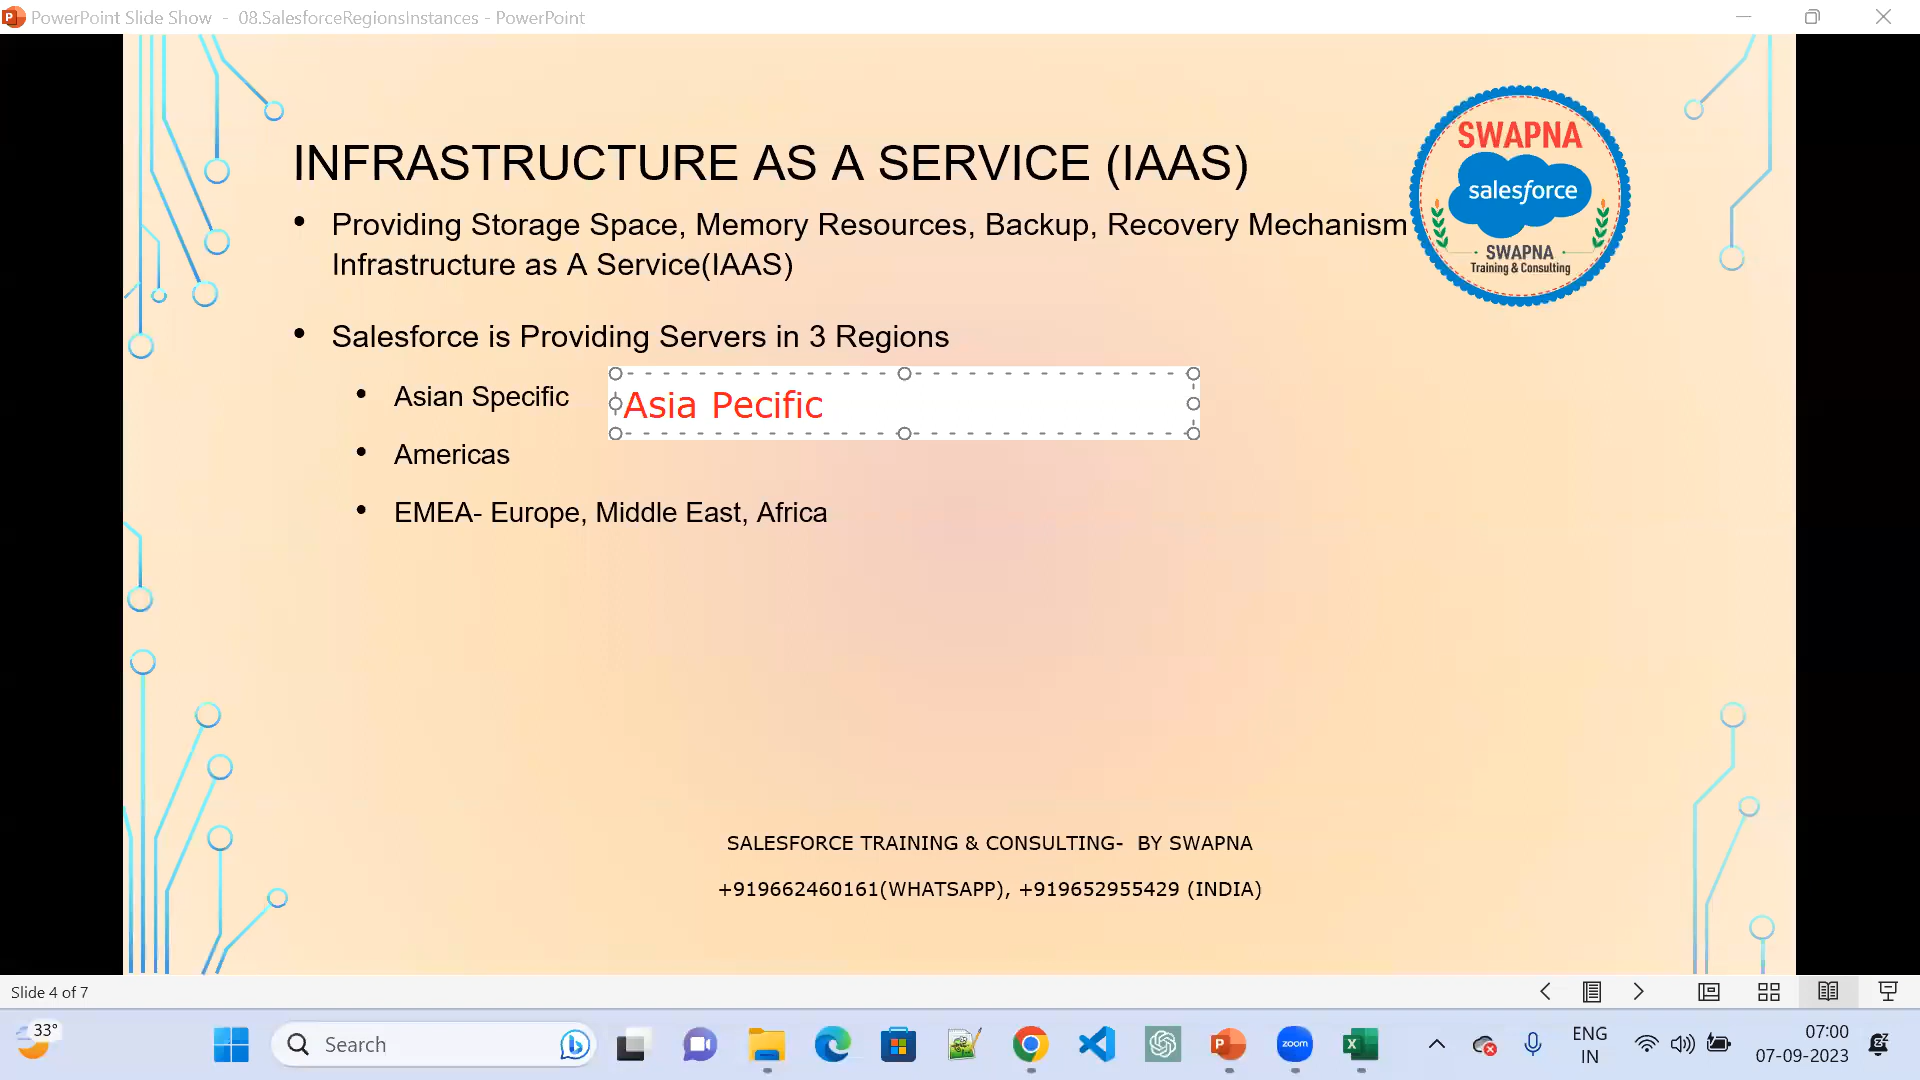 PowerPoint Slide Show - 08.SalesforceRegionsInstances - PowerPoint
INFRASTRUCTURE AS A SERVICE (IAAS)
• Providing Storage Space, Memory Resources, Backup, Recovery Mechanism
Infrastructure as A Service(IAAS)
• Salesforce is Providing Servers in 3 Regions
• Asian Specific
Asia Pecific
• Americas
• EMEA- Europe, Middle East, Africa
SWAPNA
salesforce
SWAPNA
Training & Consulting
SALESFORCE TRAINING & CONSULTING- BY SWAPNA
+919662460161(WHATSAPP), +919652955429 (INDIA)
Slide 4 of 7
33°
Search
zoom
ENG
IN
07:00
07-09-2023